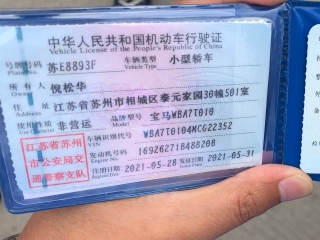 中华人民共和国机动车行驶证
Vehicle License of the People's Republic of China
号牌号码 苏E8893F 车辆类型 小型轿车
Plate No. Vehicle Type
所有人 倪松华
Owner
住址 江苏省苏州市相城区泰元家园30幢501室
Address
使用性质 非营运 品牌型号 宝马WBA7T010
Use Character Model
江苏省苏州市公安局交通警察支队
车辆识别代号 WBA7T0104MCG22352
VIN
发动机号码 16926271B48B20B
Engine No.
注册日期 2021-05-28 发证日期 2021-05-31
Register Date Issue Date